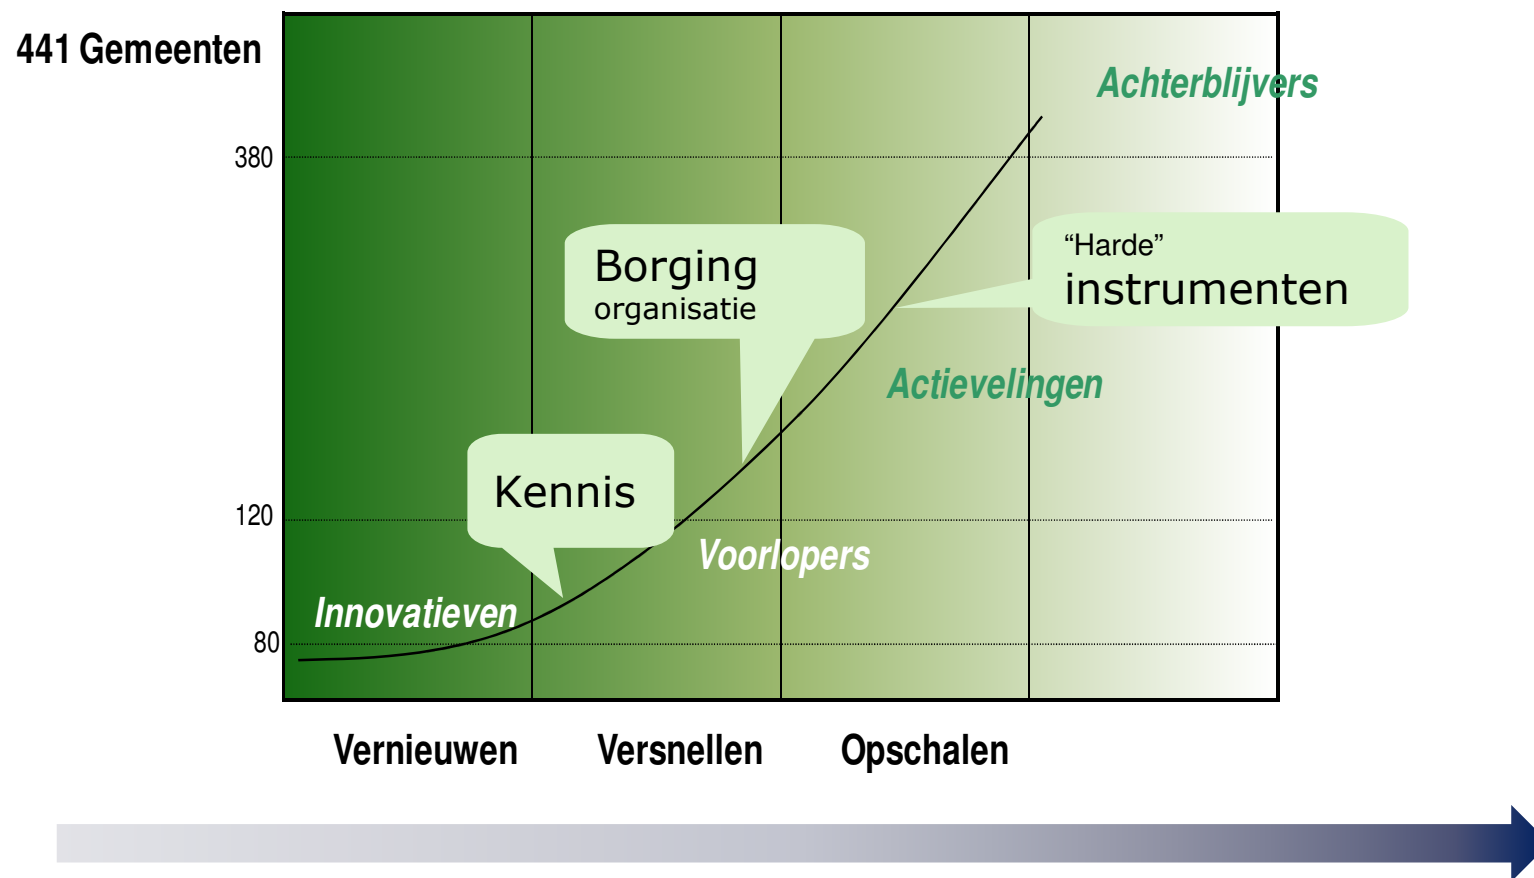 441 Gemeenten
Achterblijvers
380
“Harde”
instrumenten
Borging
organisatie
Actievelingen
Kennis
120
Voorlopers
Innovatieven
80
Vernieuwen
Versnellen
Opschalen